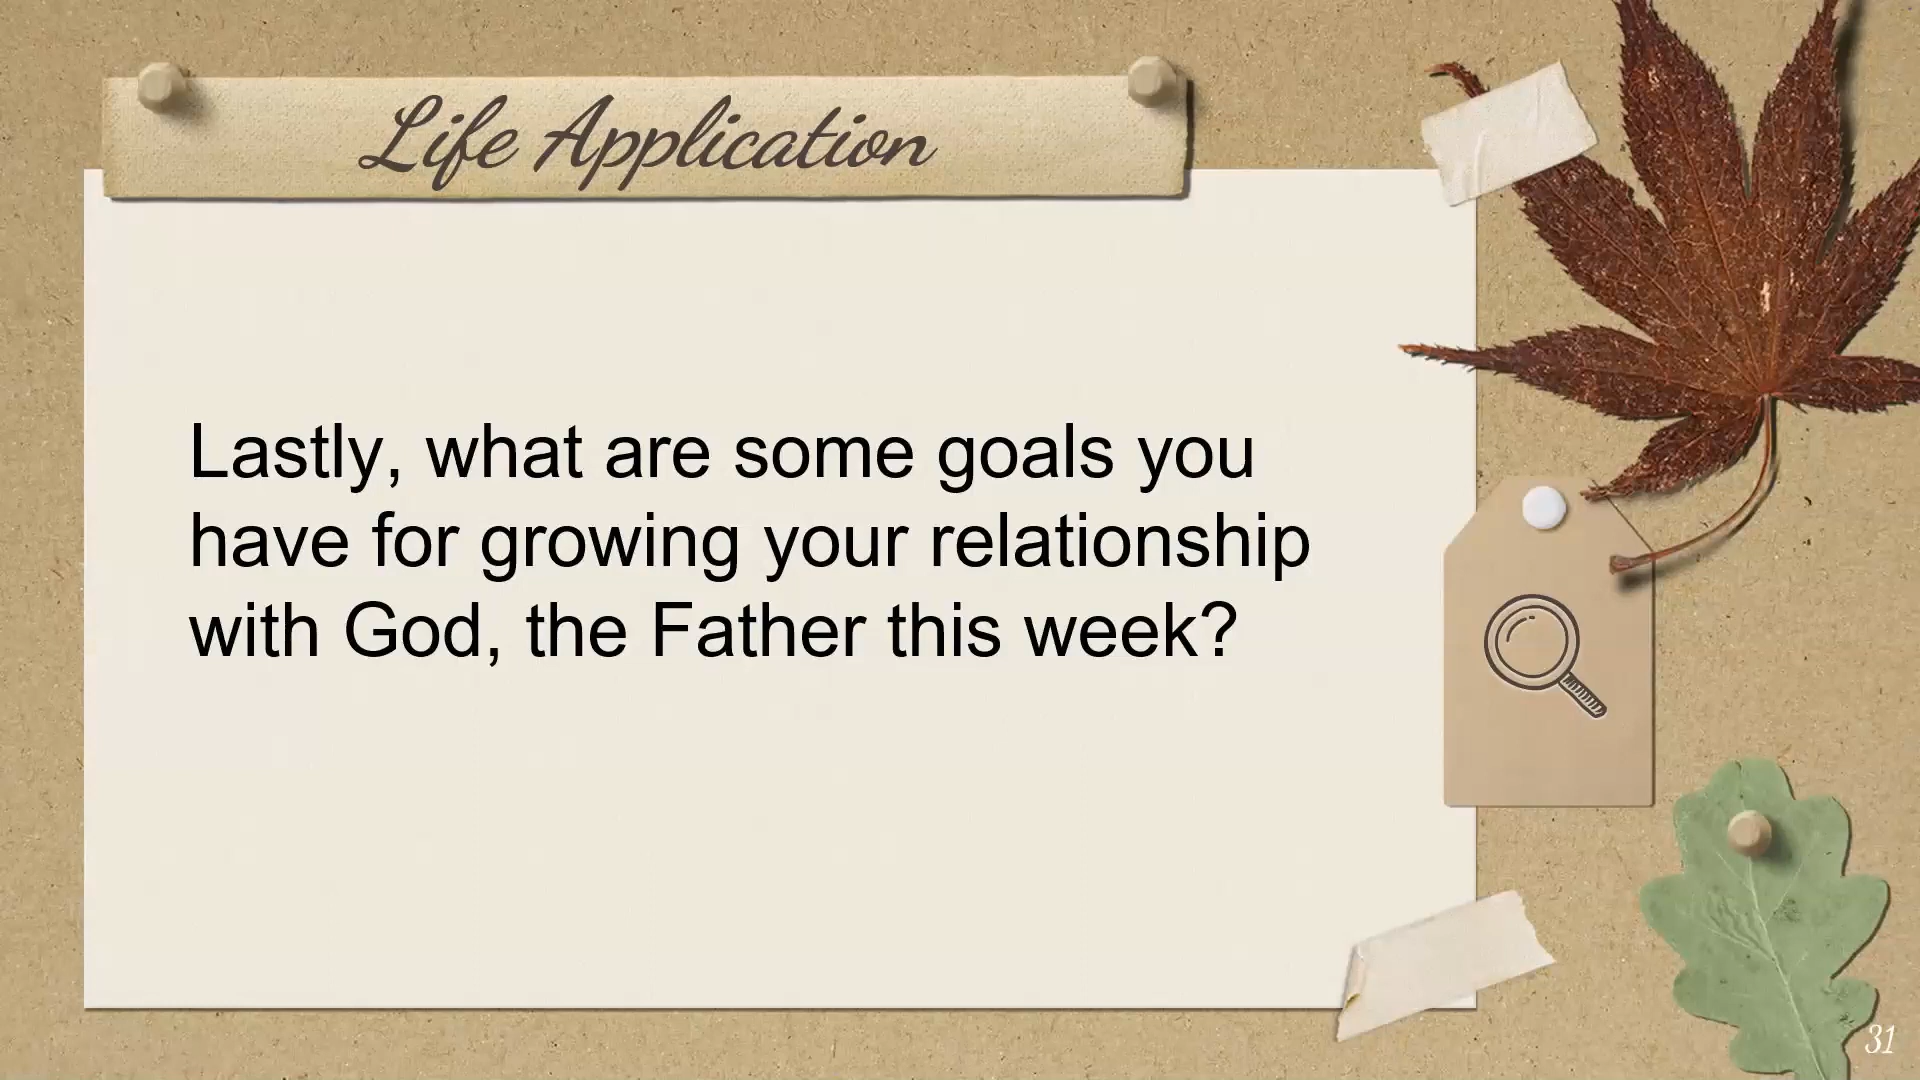 Life Application
Lastly, what are some goals you
have for growing your relationship
with God, the Father this week?
31